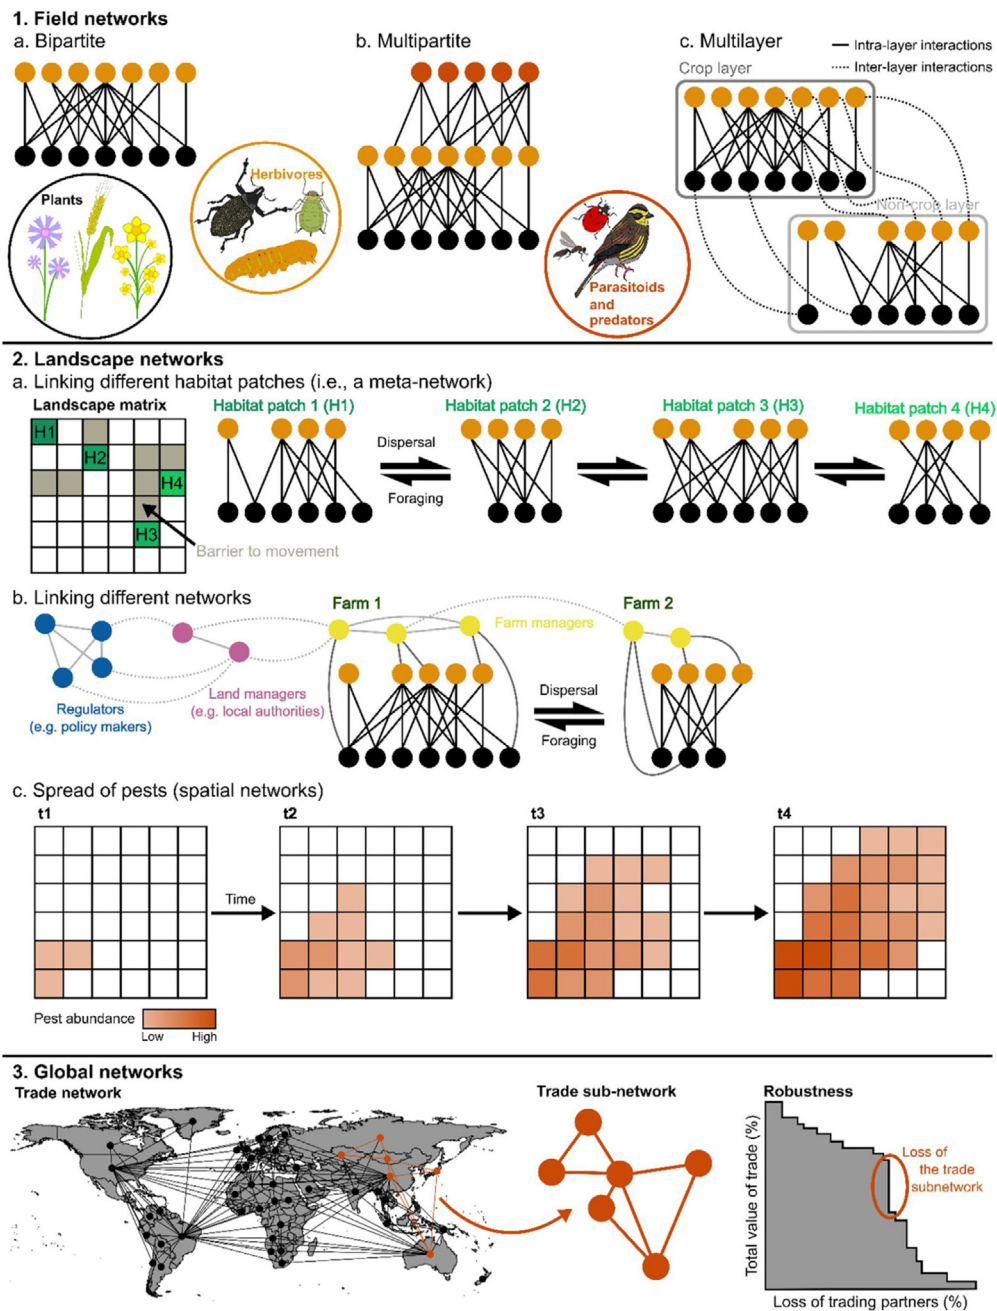 1. Field networks
a. Bipartite
b. Multipartite
c. Multilayer
Intra-layer interactions
Inter-layer interactions
Crop layer
Plants
Herbivores
Parasitoids
and
predators
Non-crop layer
2. Landscape networks
a. Linking different habitat patches (i.e., a meta-network)
Landscape matrix
H1
H2
H4
H3
Barrier to movement
Habitat patch 1 (H1)
Dispersal
Foraging
Habitat patch 2 (H2)
Habitat patch 3 (H3)
Habitat patch 4 (H4)
b. Linking different networks
Regulators
(e.g. policy makers)
Land managers
(e.g. local authorities)
Farm 1
Farm managers
Farm 2
Dispersal
Foraging
c. Spread of pests (spatial networks)
t1
Time
t2
t3
t4
Pest abundance
Low
High
3. Global networks
Trade network
Trade sub-network
Robustness
Total value of trade (%)
Loss of
the trade
subnetwork
Loss of trading partners (%)